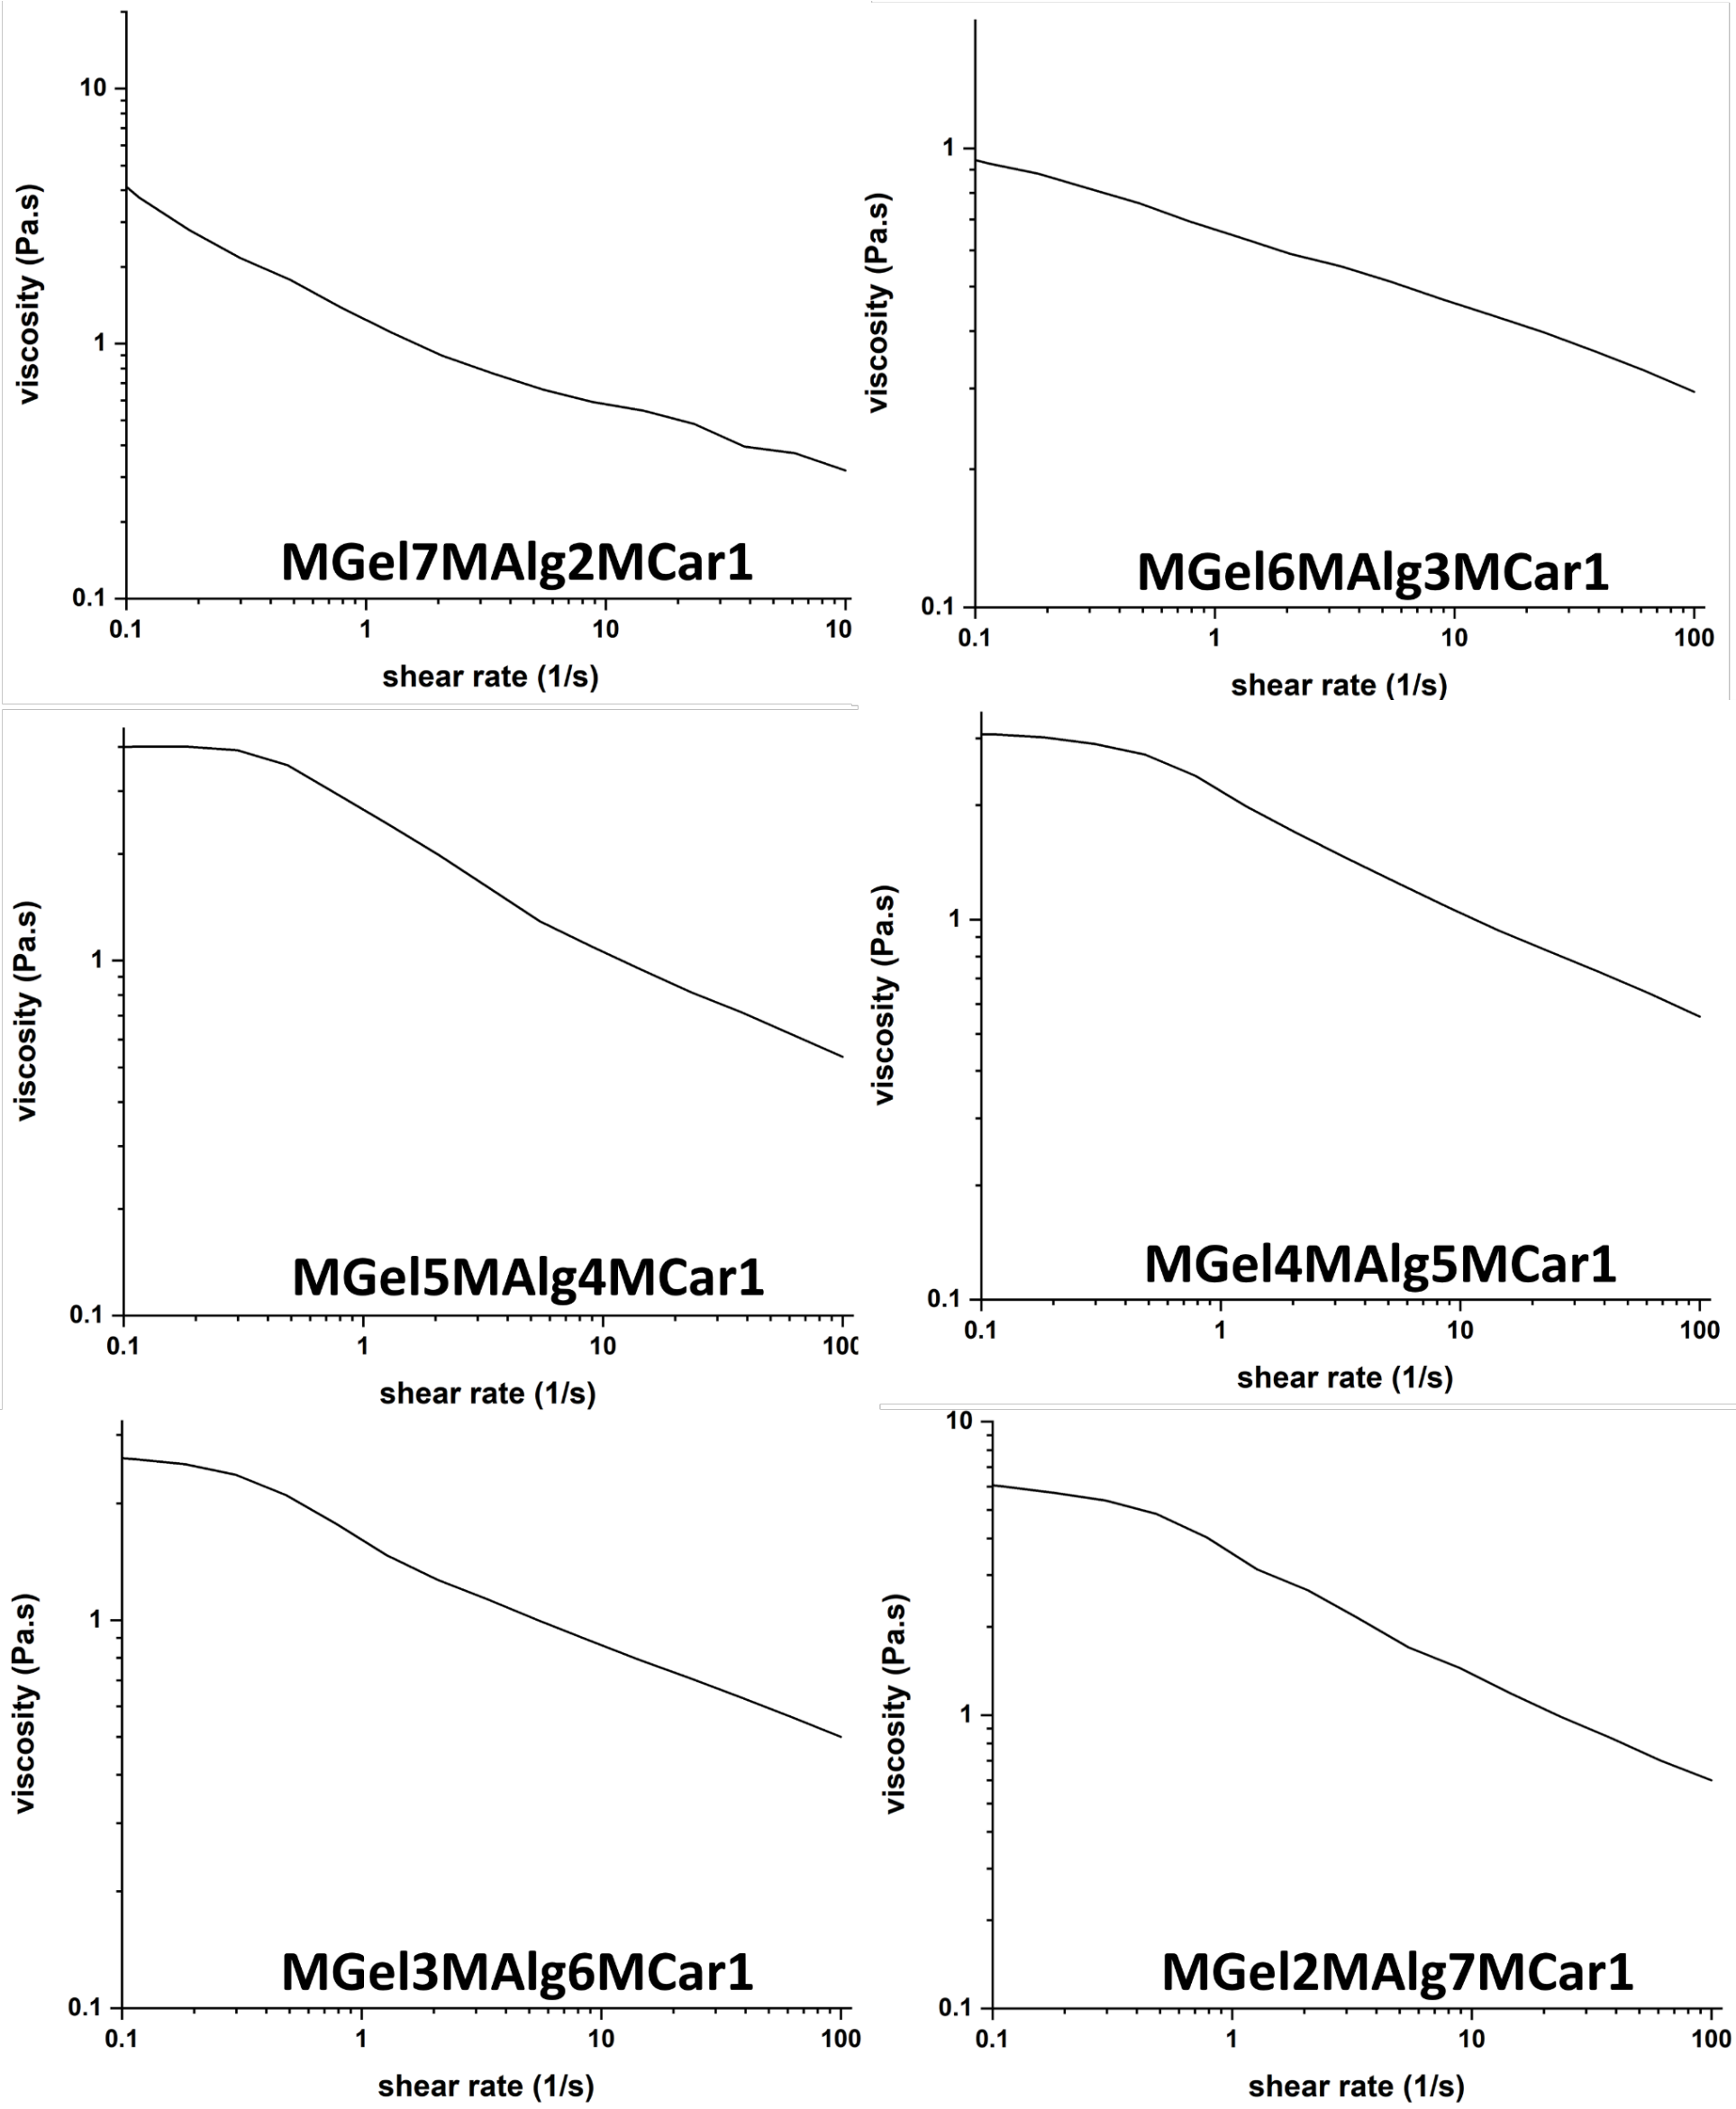 10
1
0.1
viscosity (Pa.s)
MGel7MAlg2MCar1
0.1 1 10 10
shear rate (1/s)
1
0.1
viscosity (Pa.s)
MGel6MAlg3MCar1
0.1 1 10 100
shear rate (1/s)
1
0.1
viscosity (Pa.s)
MGel5MAlg4MCar1
0.1 1 10 100
shear rate (1/s)
1
0.1
viscosity (Pa.s)
MGel4MAlg5MCar1
0.1 1 10 100
shear rate (1/s)
1
0.1
viscosity (Pa.s)
MGel3MAlg6MCar1
0.1 1 10 100
shear rate (1/s)
10
1
0.1
viscosity (Pa.s)
MGel2MAlg7MCar1
0.1 1 10 100
shear rate (1/s)